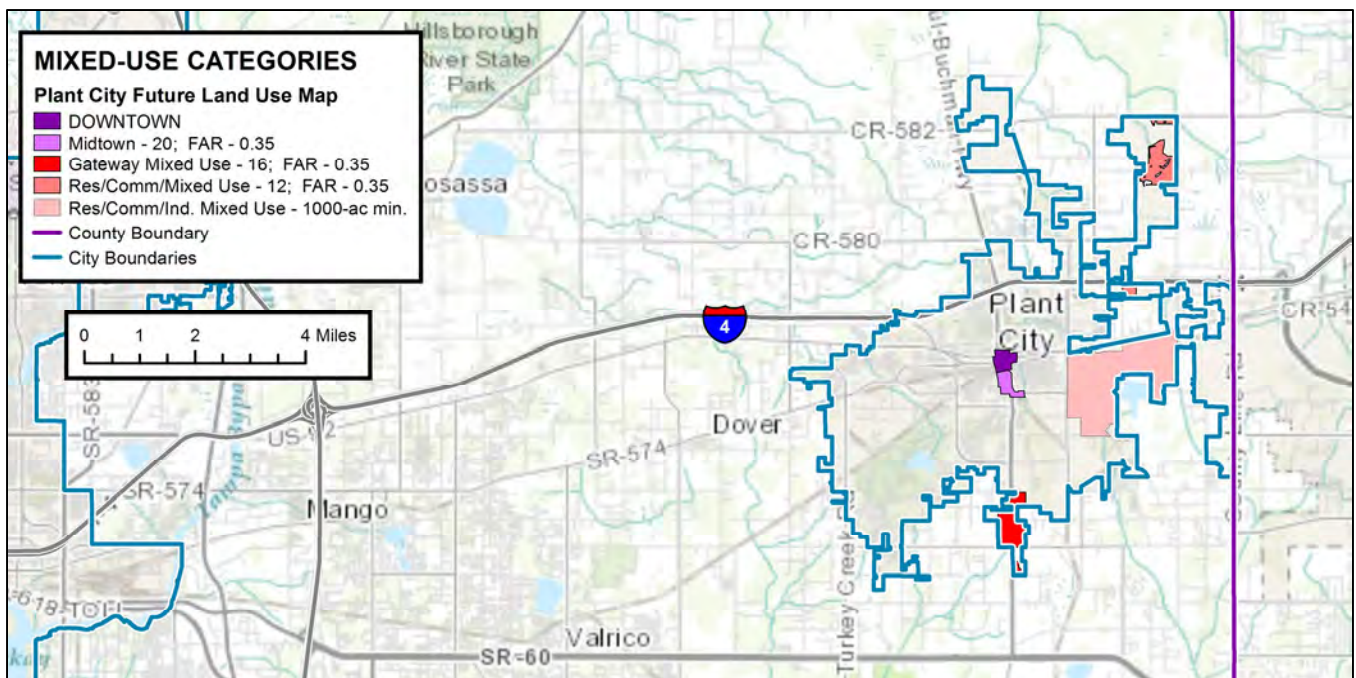 MIXED-USE CATEGORIES
Plant City Future Land Use Map
DOWNTOWN
Midtown - 20; FAR - 0.35
Gateway Mixed Use - 16; FAR - 0.35
Res/Comm/Mixed Use - 12; FAR - 0.35
Res/Comm/Ind. Mixed Use - 1000-ac min.
County Boundary
City Boundaries
0 1 2 4 Miles
Hillsborough
River State
Park
CR-582
CR-580
4
Plant
City
CR-54
SR-583
US-92
Dover
SR-574
SR-574
Mango
Turkey Creek
Valrico
SR-60